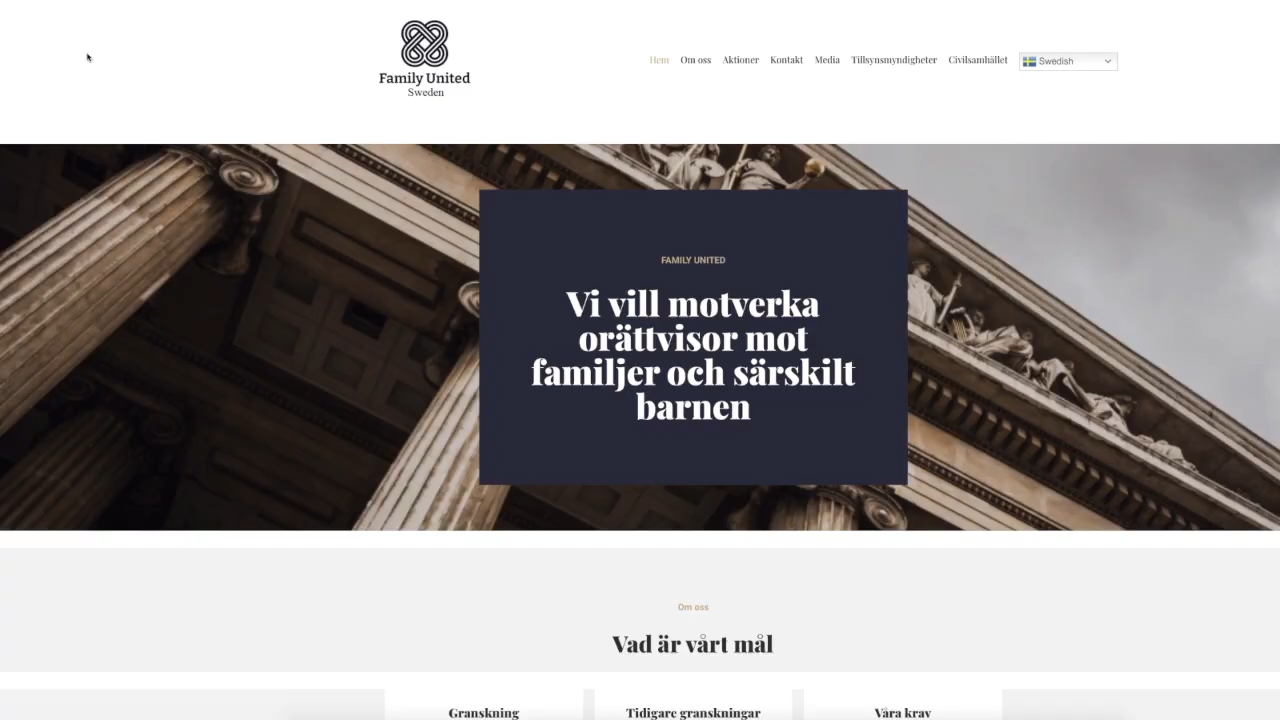 Family United
Sweden
Hem Om oss Aktioner Kontakt Media Tillsynsmyndigheter Civilsamhället Swedish
FAMILY UNITED
Vi vill motverka
orättvisor mot
familjer och särskilt
barnen
Om oss
Vad är vårt mål
Granskning Tidigare granskningar Våra krav